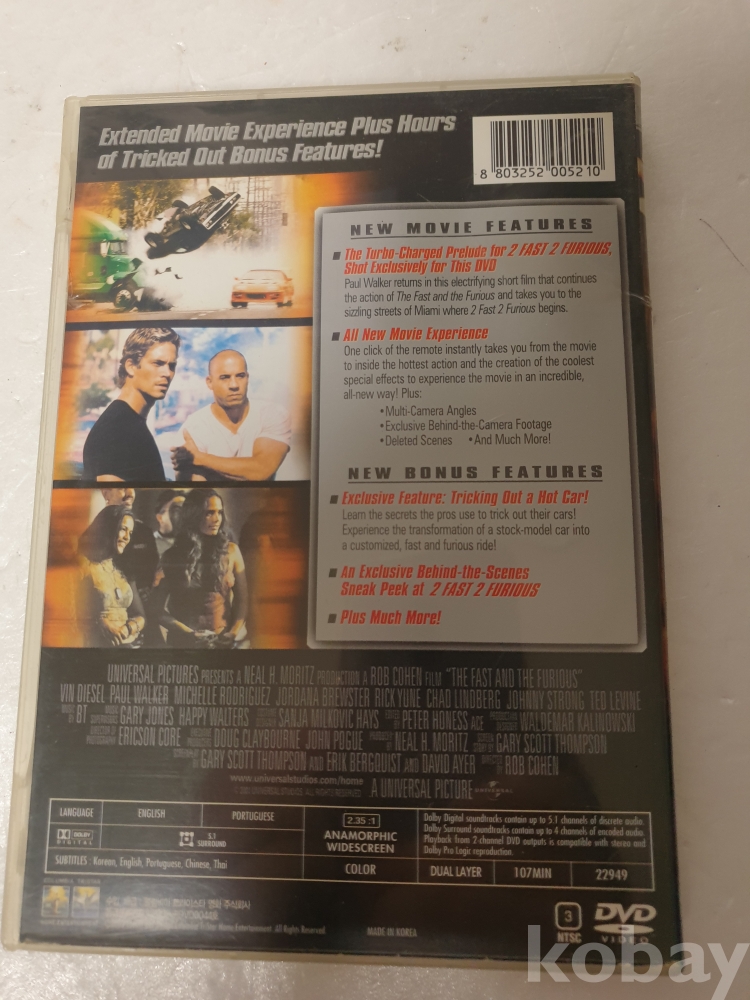 Extended Movie Experience Plus Hours
of Tricked Out Bonus Features!
8 803252 005210
NEW MOVIE FEATURES
The Turbo-Charged Prelude for 2 FAST 2 FURIOUS,
Shot Exclusively for This DVD
Paul Walker returns in this electrifying short film that continues
the action of The Fast and the Furious and takes you to the
sizzling streets of Miami where 2 Fast 2 Furious begins.
All New Movie Experience
One click of the remote instantly takes you from the movie
to inside the hottest action and the creation of the coolest
special effects to experience the movie in an incredible,
all-new way! Plus:
•Multi-Camera Angles
•Exclusive Behind-the-Camera Footage
•Deleted Scenes •And Much More!
NEW BONUS FEATURES
Exclusive Feature: Tricking Out a Hot Car!
Learn the secrets the pros use to trick out their cars!
Experience the transformation of a stock-model car into
a customized, fast and furious ride!
An Exclusive Behind-the-Scenes
Sneak Peek at 2 FAST 2 FURIOUS
Plus Much More!
UNIVERSAL PICTURES PRESENTS A NEAL H. MORITZ PRODUCTION A ROB COHEN FILM "THE FAST AND THE FURIOUS"
VIN DIESEL PAUL WALKER MICHELLE RODRIGUEZ JORDANA BREWSTER RICK YUNE CHAD LINDBERG JOHNNY STRONG TED LEVINE
MUSIC BY BT GARY JONES HAPPY WALTERS SANJA MILKOVIC HAYS PETER HONESS ACE WALDEMAR KALINOWSKI
DIRECTOR OF PHOTOGRAPHY ERICSON CORE DOUG CLAYBOURNE JOHN POGUE NEAL H. MORITZ GARY SCOTT THOMPSON
GARY SCOTT THOMPSON AND ERIK BERGQUIST AND DAVID AYER ROB COHEN
www.universalstudios.com/home A UNIVERSAL PICTURE UNIVERSAL
LANGUAGE ENGLISH PORTUGUESE
DOLBY DIGITAL 5.1 SURROUND
SUBTITLES: Korean, English, Portuguese, Chinese, Thai
2.35:1
ANAMORPHIC
WIDESCREEN
COLOR
Dolby Digital soundtracks contain up to 5.1 channels of discrete audio.
Dolby Surround soundtracks contain up to 4 channels of encoded audio.
Playback from 2-channel DVD outputs is compatible with stereo and
Dolby Pro Logic reproduction.
DUAL LAYER 107MIN 22949
Home Entertainment. All Rights Reserved.
MADE IN KOREA
3
NTSC
DVD
VIDEO
kobay